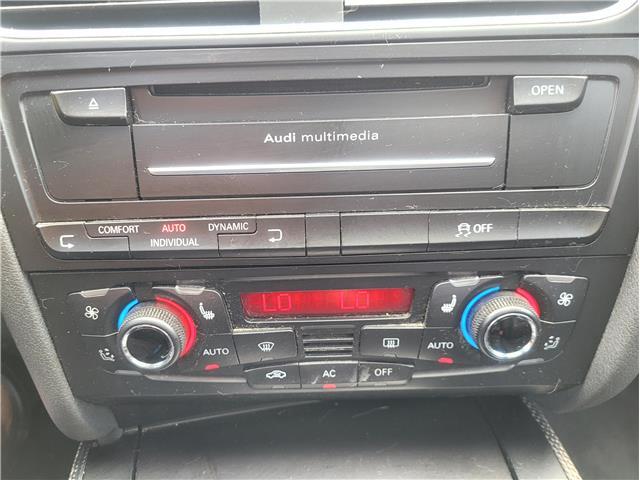 OPEN
Audi multimedia
COMFORT AUTO DYNAMIC
INDIVIDUAL
OFF
LO LO
AUTO AUTO
AC OFF